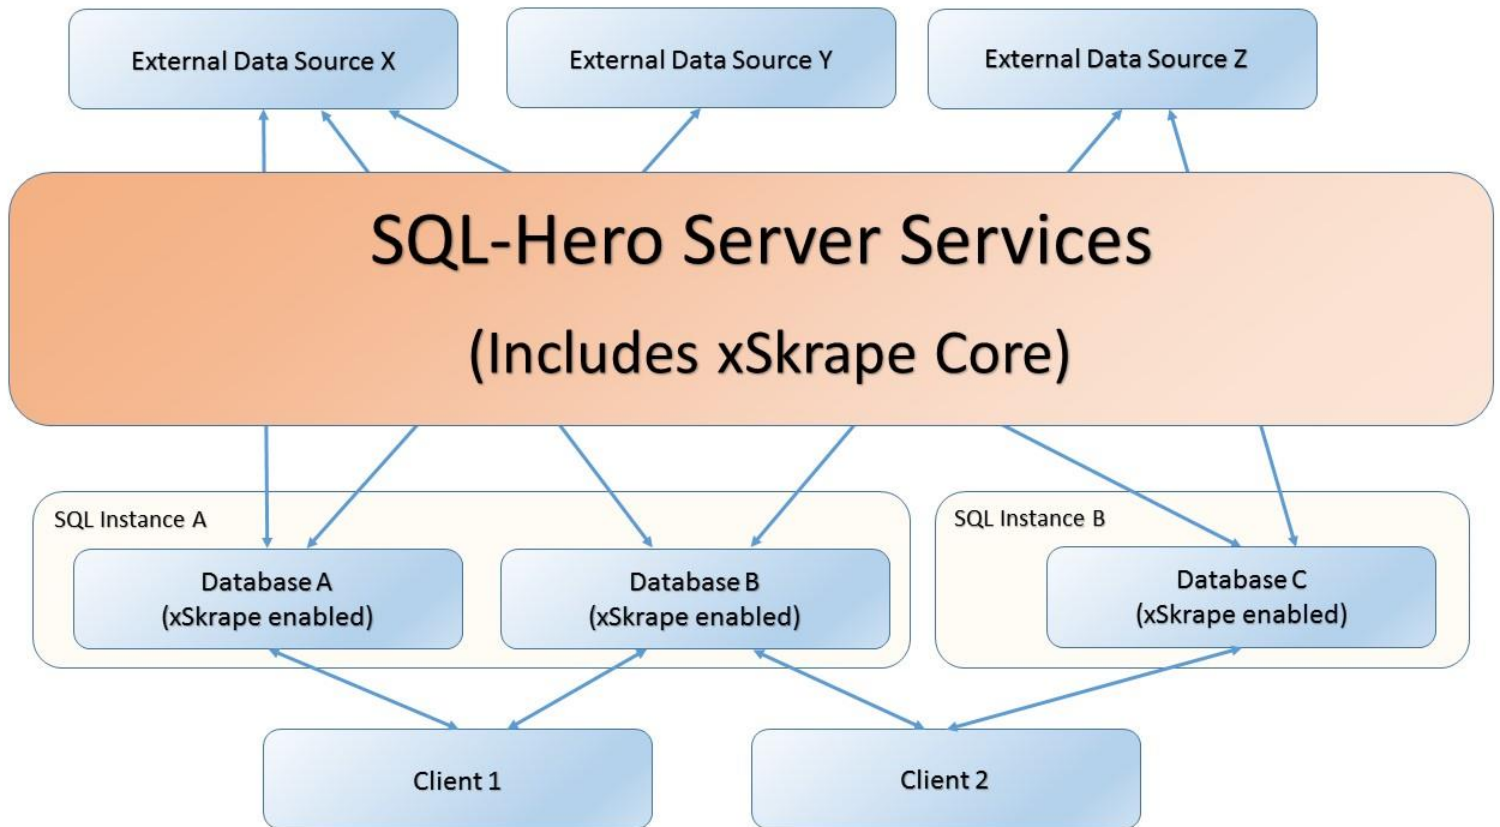 External Data Source X
External Data Source Y
External Data Source Z
SQL-Hero Server Services
(Includes xSkrape Core)
SQL Instance A
SQL Instance B
Database A
(xSkrape enabled)
Database B
(xSkrape enabled)
Database C
(xSkrape enabled)
Client 1
Client 2